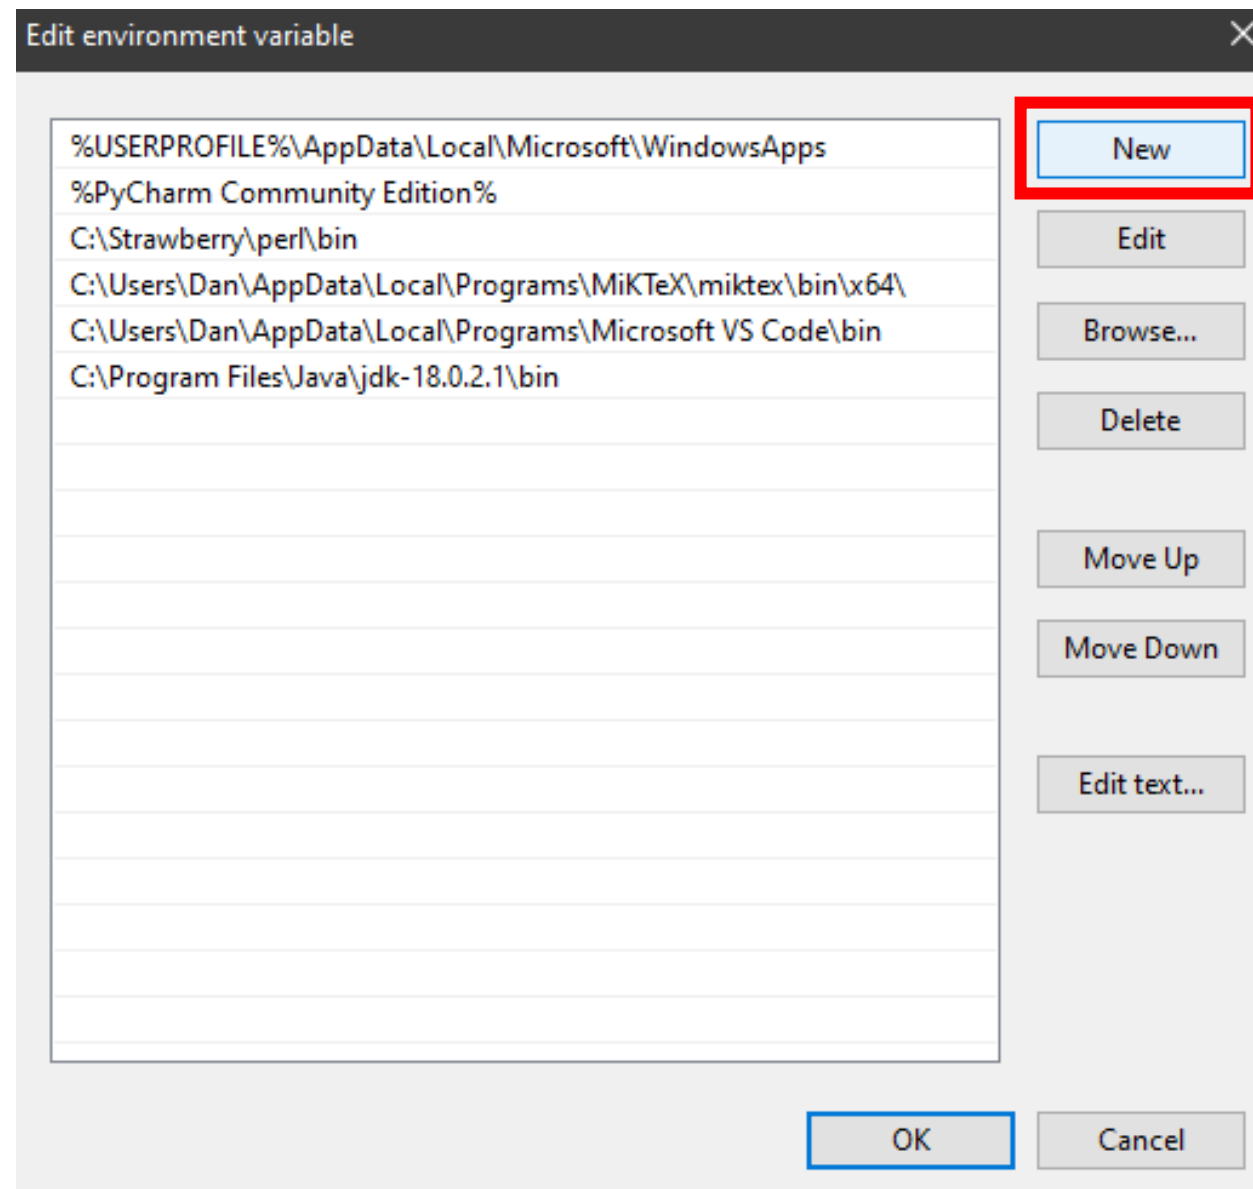 Edit environment variable
%USERPROFILE%\AppData\Local\Microsoft\WindowsApps
%PyCharm Community Edition%
C:\Strawberry\perl\bin
C:\Users\Dan\AppData\Local\Programs\MiKTeX\miktex\bin\x64\
C:\Users\Dan\AppData\Local\Programs\Microsoft VS Code\bin
C:\Program Files\Java\jdk-18.0.2.1\bin
New
Edit
Browse...
Delete
Move Up
Move Down
Edit text...
OK
Cancel